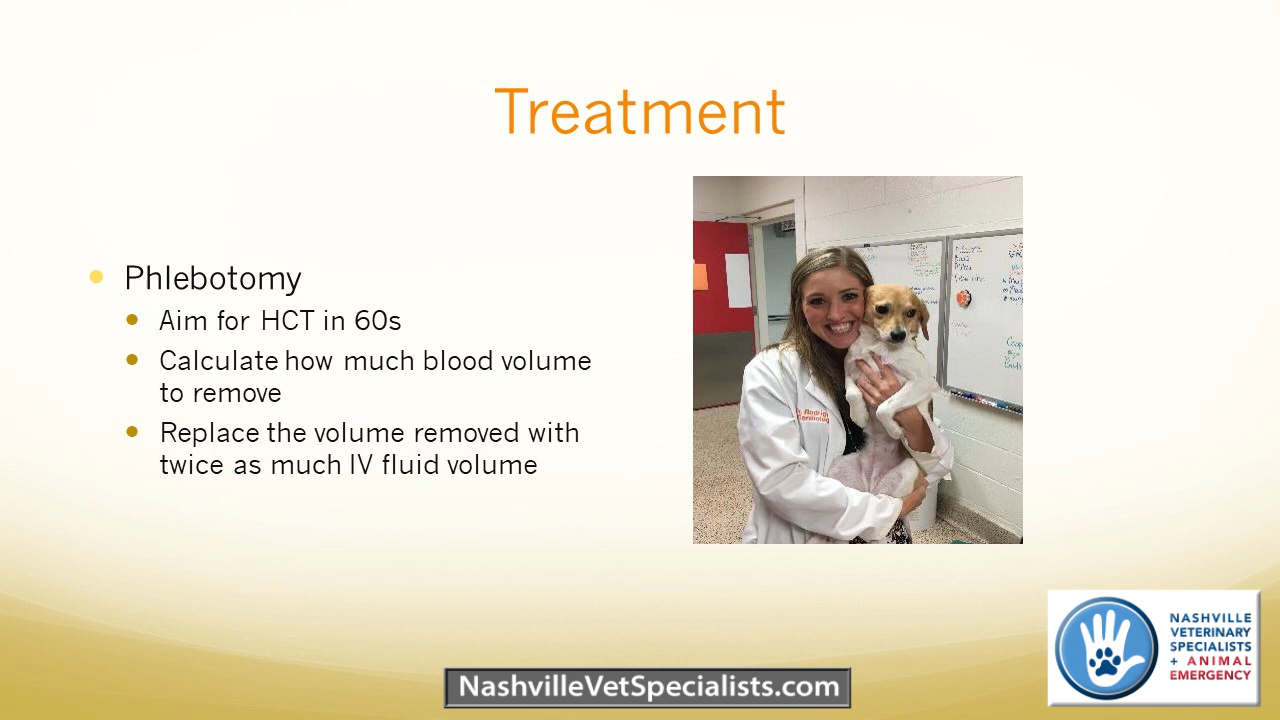 Treatment
Phlebotomy
Aim for HCT in 60s
Calculate how much blood volume
to remove
Replace the volume removed with
twice as much IV fluid volume
NASHVILLE
VETERINARY
SPECIALISTS
+ ANIMAL
EMERGENCY
NashvilleVetSpecialists.com